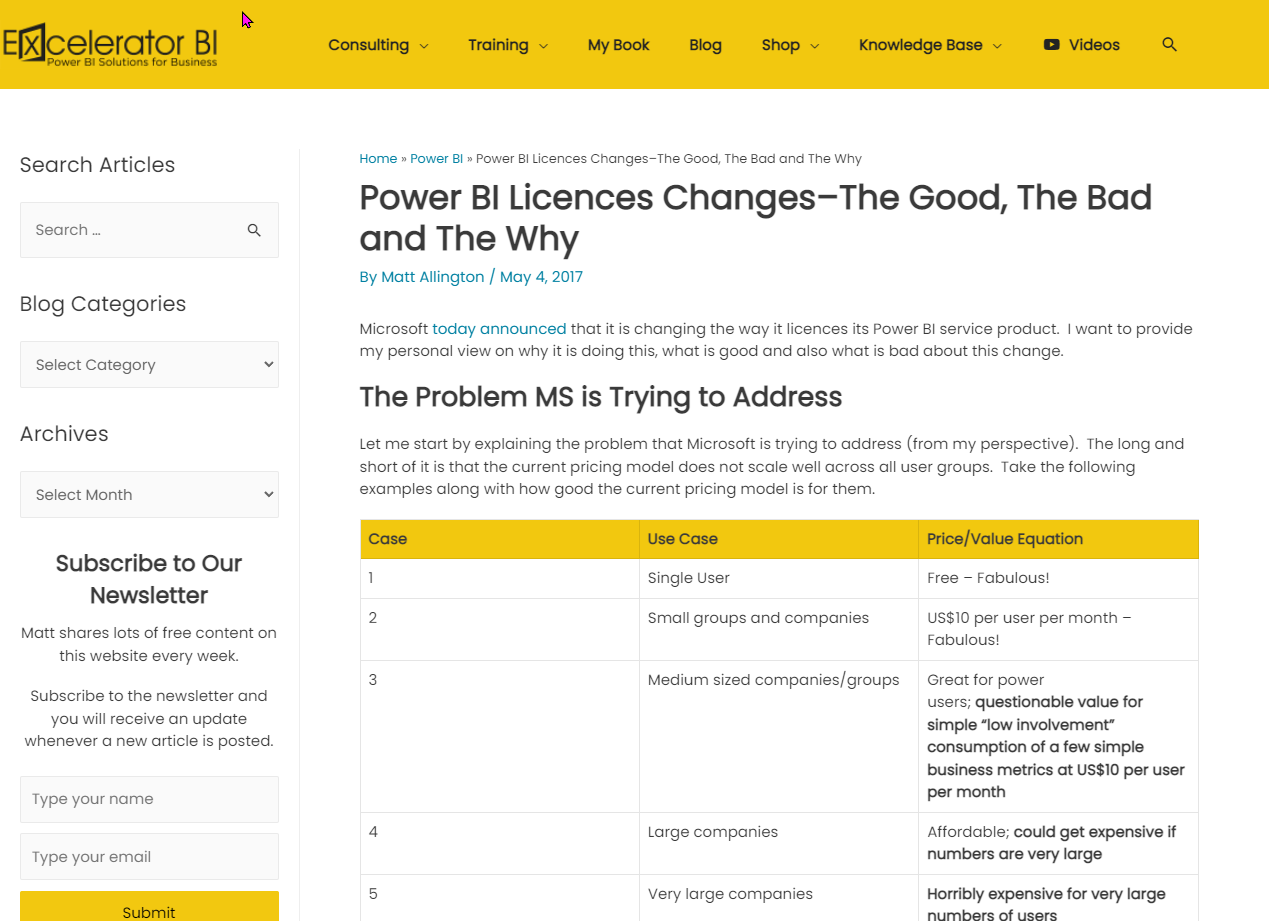 Excelerator BI
Power BI Solutions for Business
Consulting
Training
My Book
Blog
Shop
Knowledge Base
Videos
Search Articles
Search …
Blog Categories
Select Category
Archives
Select Month
Subscribe to Our
Newsletter
Matt shares lots of free content on
this website every week.
Subscribe to the newsletter and
you will receive an update
whenever a new article is posted.
Type your name
Type your email
Submit
Home » Power BI » Power BI Licences Changes–The Good, The Bad and The Why
Power BI Licences Changes–The Good, The Bad
and The Why
By Matt Allington / May 4, 2017
Microsoft today announced that it is changing the way it licences its Power BI service product.  I want to provide
my personal view on why it is doing this, what is good and also what is bad about this change.
The Problem MS is Trying to Address
Let me start by explaining the problem that Microsoft is trying to address (from my perspective).  The long and
short of it is that the current pricing model does not scale well across all user groups.  Take the following
examples along with how good the current pricing model is for them.
Case Use Case Price/Value Equation
1 Single User Free – Fabulous!
2 Small groups and companies US$10 per user per month –
Fabulous!
3 Medium sized companies/groups Great for power
users; questionable value for
simple “low involvement”
consumption of a few simple
business metrics at US$10 per user
per month
4 Large companies Affordable; could get expensive if
numbers are very large
5 Very large companies Horribly expensive for very large
numbers of users